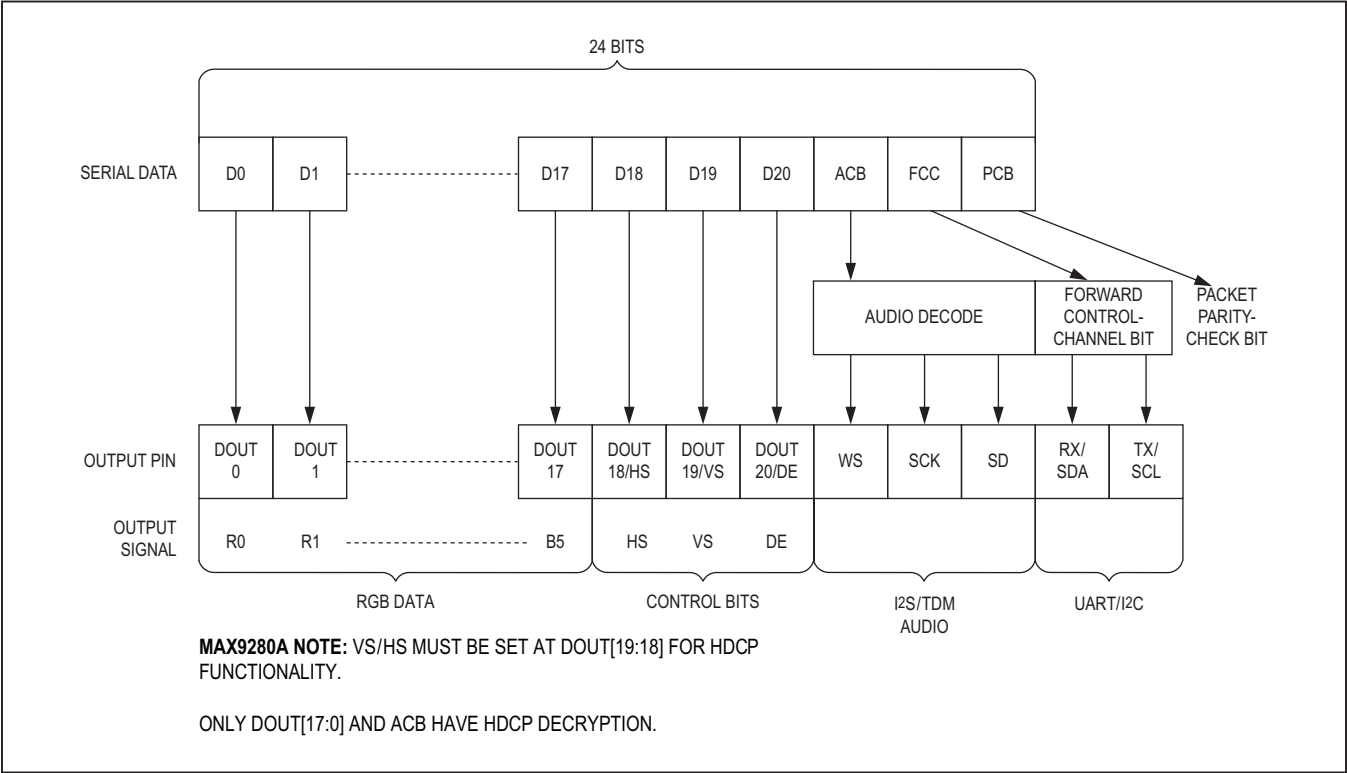 24 BITS
SERIAL DATA D0 D1 D17 D18 D19 D20 ACB FCC PCB
AUDIO DECODE
FORWARD
CONTROL-
CHANNEL BIT
PACKET
PARITY-
CHECK BIT
OUTPUT PIN
DOUT
0
DOUT
1
DOUT
17
DOUT
18/HS
DOUT
19/VS
DOUT
20/DE
WS
SCK
SD
RX/
SDA
TX/
SCL
OUTPUT
SIGNAL
R0 R1 B5 HS VS DE
RGB DATA
CONTROL BITS
I2S/TDM
AUDIO
UART/I2C
MAX9280A NOTE: VS/HS MUST BE SET AT DOUT[19:18] FOR HDCP
FUNCTIONALITY.
ONLY DOUT[17:0] AND ACB HAVE HDCP DECRYPTION.